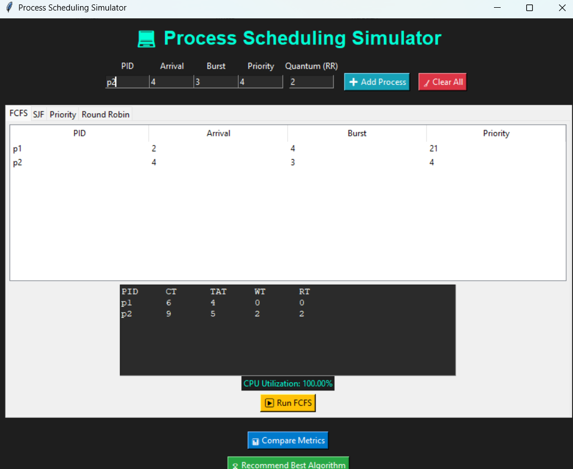 Process Scheduling Simulator
Process Scheduling Simulator
PID Arrival Burst Priority Quantum (RR)
p2 4 3 4 2 Add Process Clear All
FCFS SJF Priority Round Robin
PID Arrival Burst Priority
p1 2 4 21
p2 4 3 4
PID CT TAT WT RT
p1 6 4 0 0
p2 9 5 2 2
CPU Utilization: 100.00%
Run FCFS
Compare Metrics
Recommend Best Algorithm